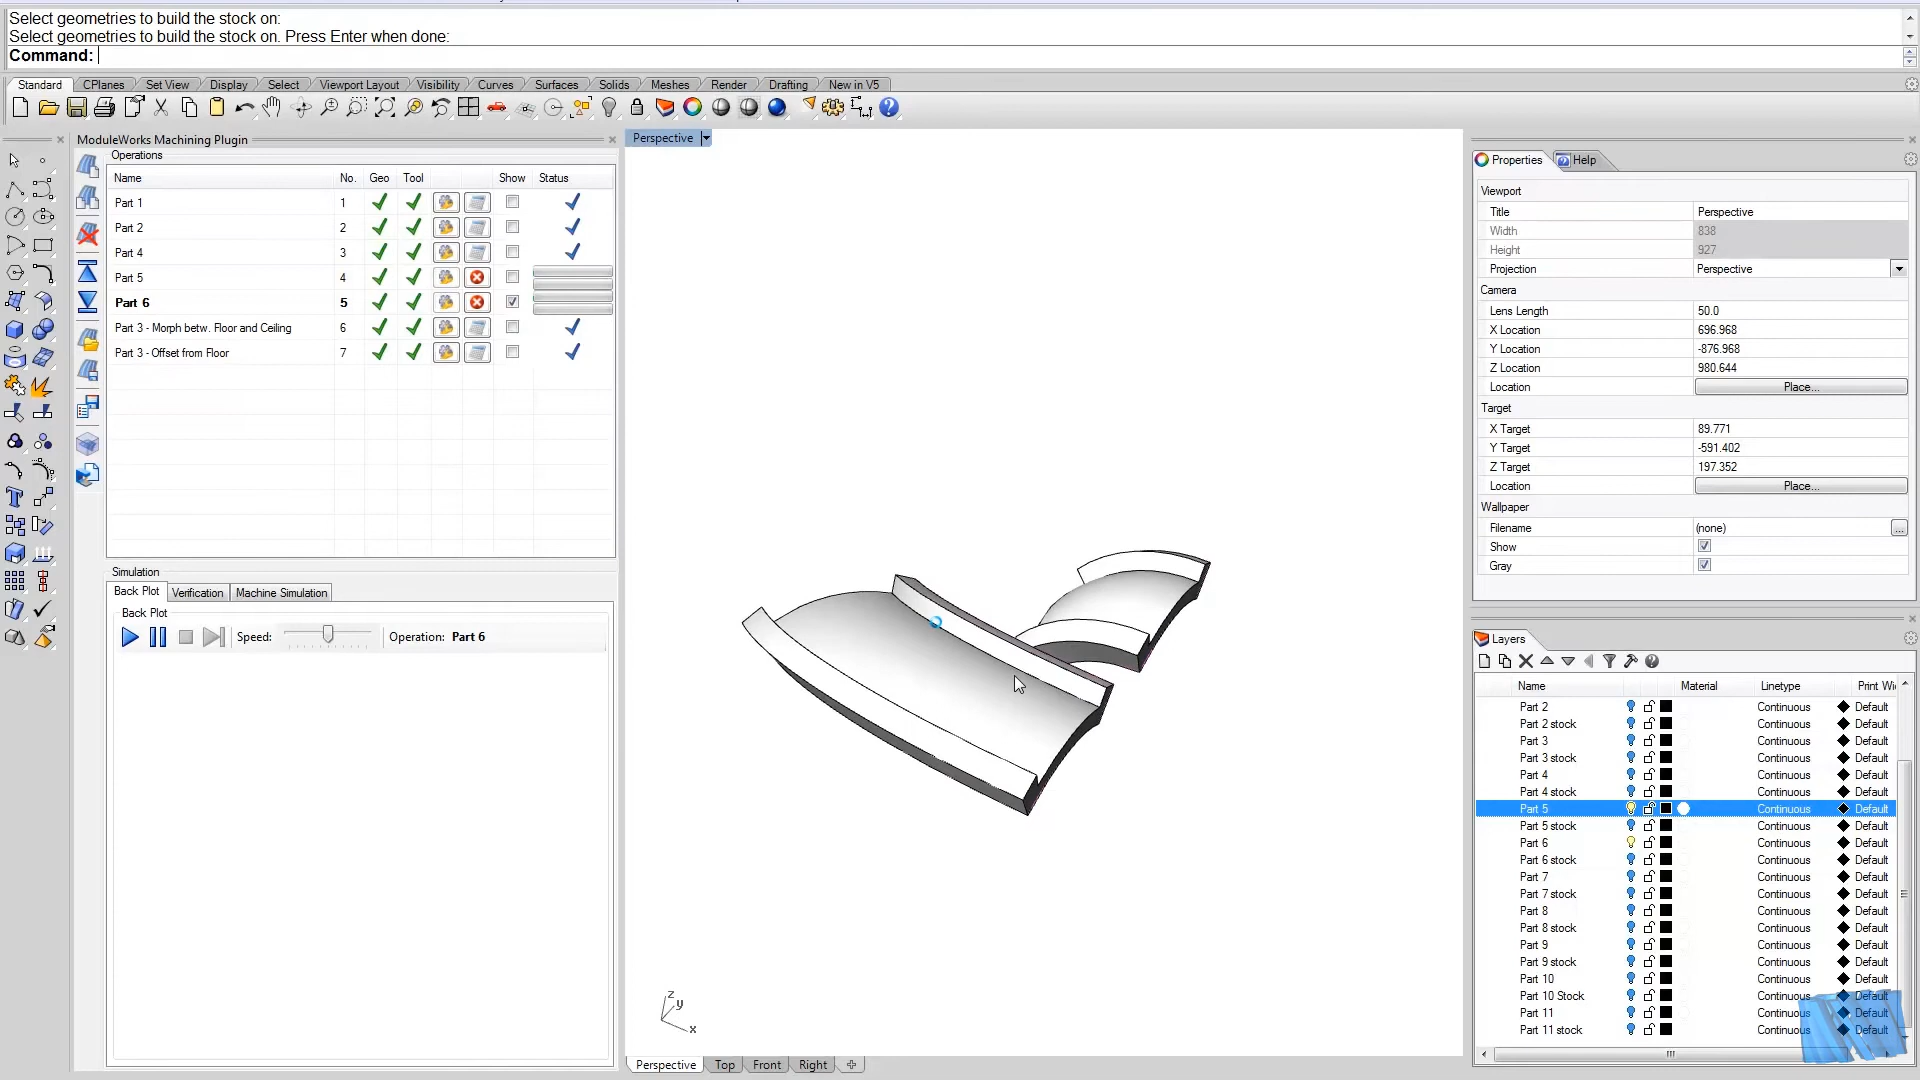 Select geometries to build the stock on:
Select geometries to build the stock on. Press Enter when done:
Command:
Standard CPlanes Set View Display Select Viewport Layout Visibility Curves Surfaces Solids Meshes Render Drafting New in V5
ModuleWorks Machining Plugin
Operations
Name No. Geo Tool Show Status
Part 1 1
Part 2 2
Part 4 3
Part 5 4
Part 6 5
Part 3 - Morph betw. Floor and Ceiling 6
Part 3 - Offset from Floor 7
Simulation
Back Plot Verification Machine Simulation
Back Plot
Speed: Operation: Part 6
Perspective
z
y
x
Perspective Top Front Right
Properties Help
Viewport
Title Perspective
Width 838
Height 927
Projection Perspective
Camera
Lens Length 50.0
X Location 696.968
Y Location -876.968
Z Location 980.644
Location Place...
Target
X Target 89.771
Y Target -591.402
Z Target 197.352
Location Place...
Wallpaper
Filename (none) ...
Show
Gray
Layers
Name Material Linetype Print Wi
Part 2 Continuous Default
Part 2 stock Continuous Default
Part 3 Continuous Default
Part 3 stock Continuous Default
Part 4 Continuous Default
Part 4 stock Continuous Default
Part 5 Continuous Default
Part 5 stock Continuous Default
Part 6 Continuous Default
Part 6 stock Continuous Default
Part 7 Continuous Default
Part 7 stock Continuous Default
Part 8 Continuous Default
Part 8 stock Continuous Default
Part 9 Continuous Default
Part 9 stock Continuous Default
Part 10 Continuous Default
Part 10 Stock Continuous Default
Part 11 Continuous Default
Part 11 stock Continuous Default